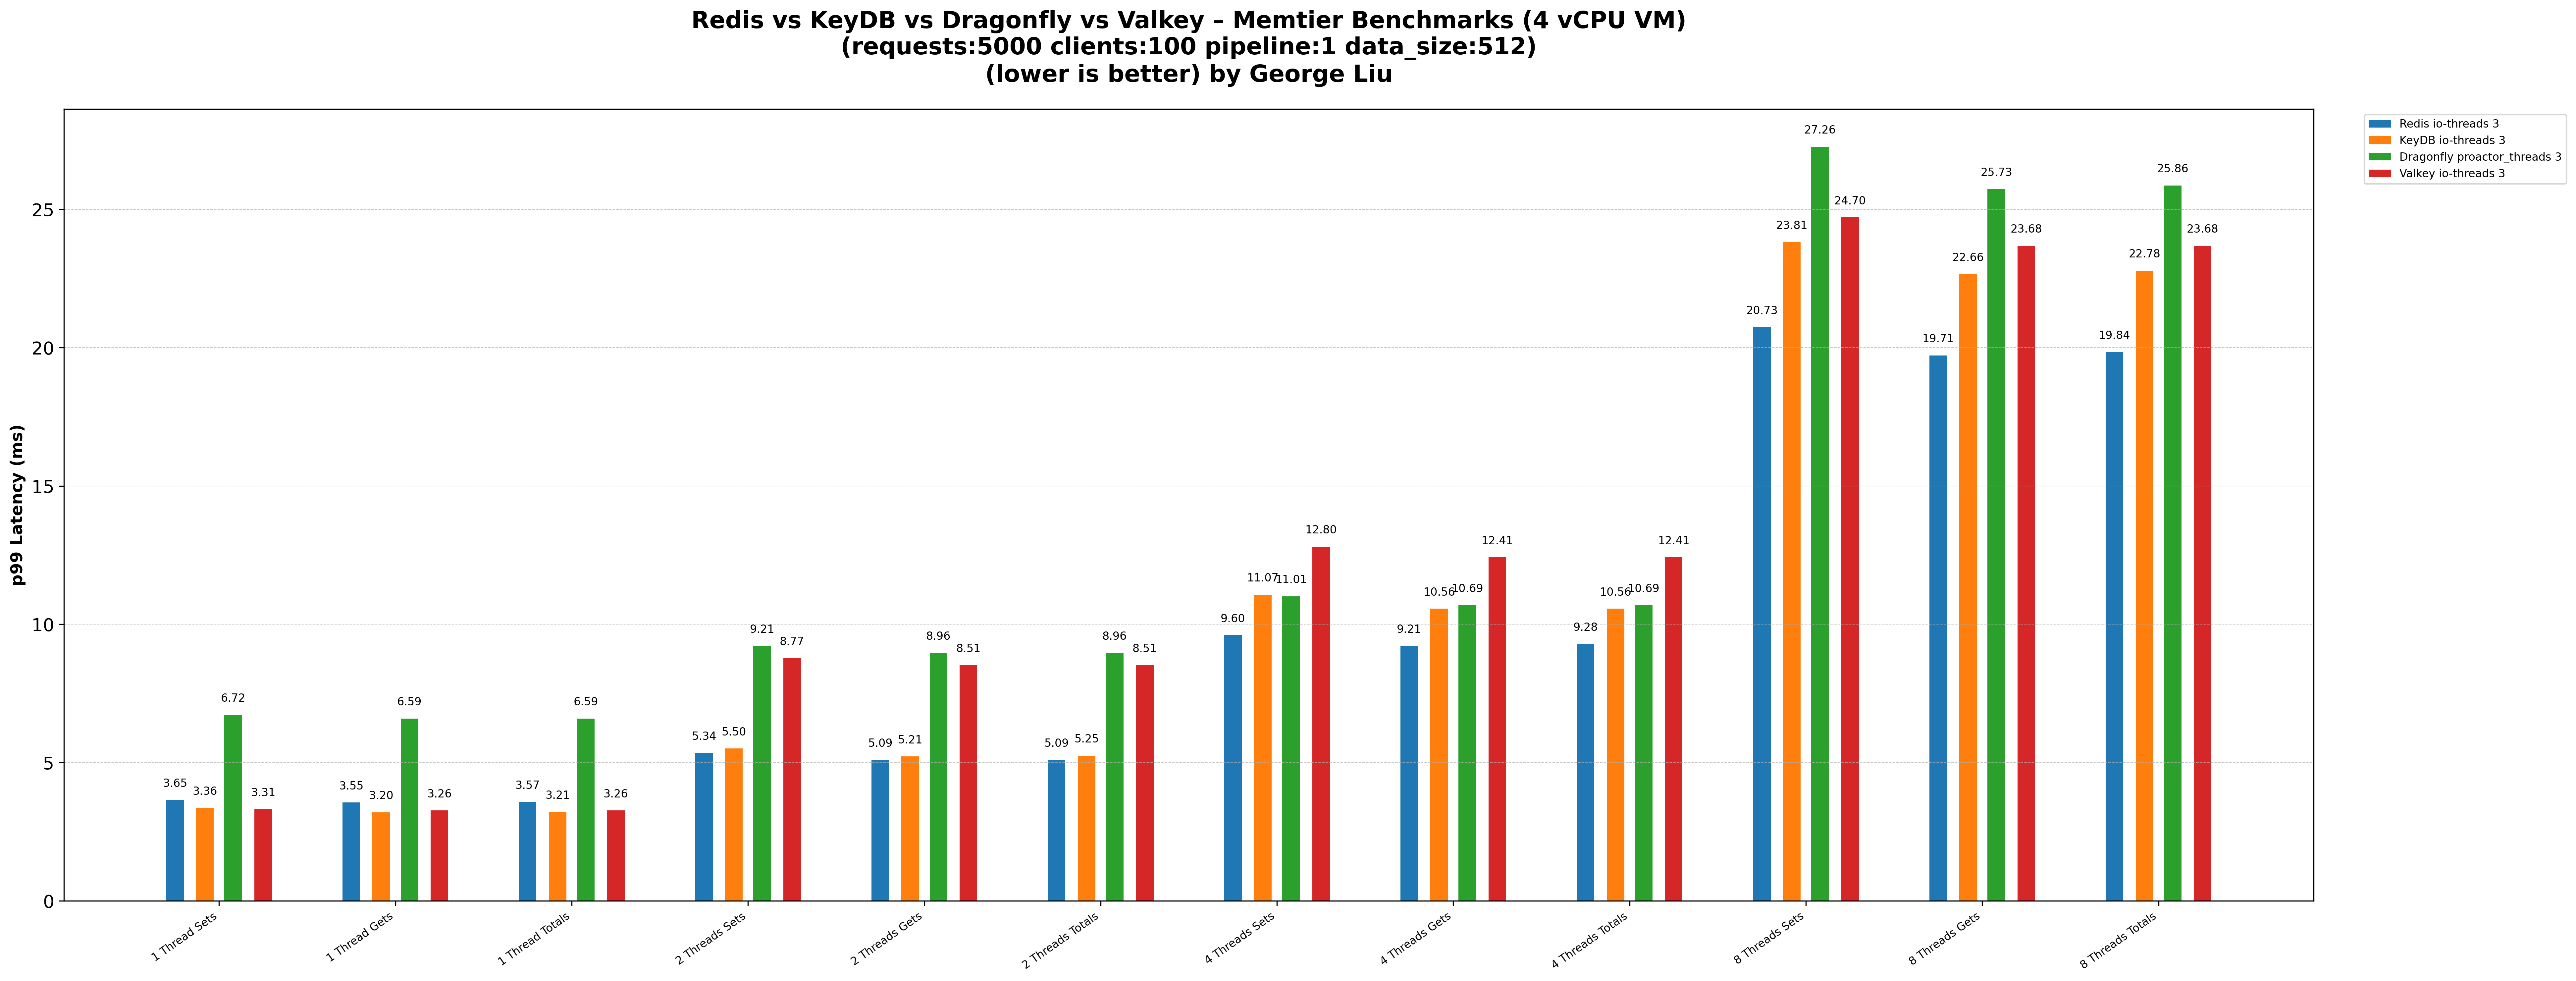 Redis vs KeyDB vs Dragonfly vs Valkey – Memtier Benchmarks (4 vCPU VM)
(requests:5000 clients:100 pipeline:1 data_size:512)
(lower is better) by George Liu
Redis io-threads 3
KeyDB io-threads 3
Dragonfly proactor_threads 3
Valkey io-threads 3
p99 Latency (ms)
25
20
15
10
5
0
3.65 3.36 6.72 3.31
3.55 3.20 6.59 3.26
3.57 3.21 6.59 3.26
5.34 5.50 9.21 8.77
5.09 5.21 8.96 8.51
5.09 5.25 8.96 8.51
9.60 11.07 11.01 12.80
9.21 10.56 10.69 12.41
9.28 10.56 10.69 12.41
20.73 23.81 27.26 24.70
19.71 22.66 25.73 23.68
19.84 22.78 25.86 23.68
1 Thread Sets
1 Thread Gets
1 Thread Totals
2 Threads Sets
2 Threads Gets
2 Threads Totals
4 Threads Sets
4 Threads Gets
4 Threads Totals
8 Threads Sets
8 Threads Gets
8 Threads Totals